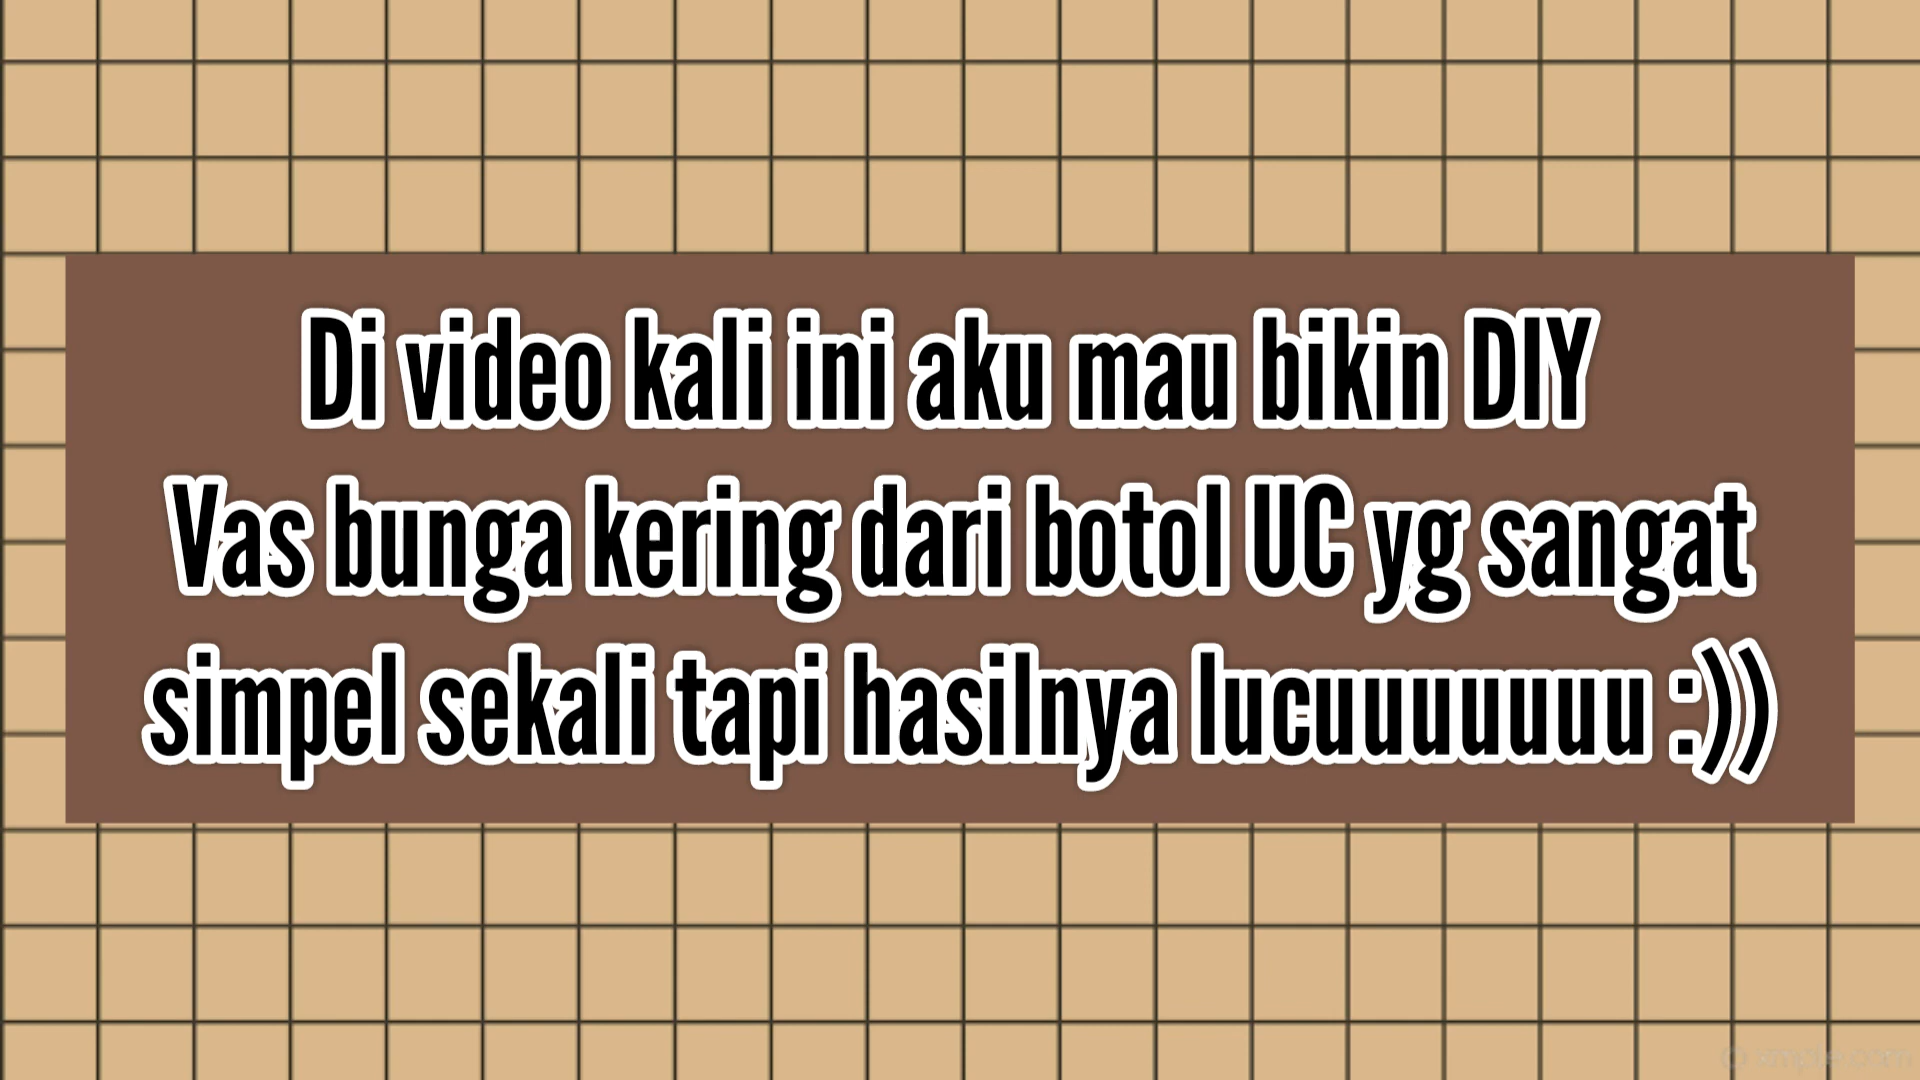 Di video kali ini aku mau bikin DIY
Vas bunga kering dari botol UC yg sangat
simpel sekali tapi hasilnya lucuuuuuuu :))